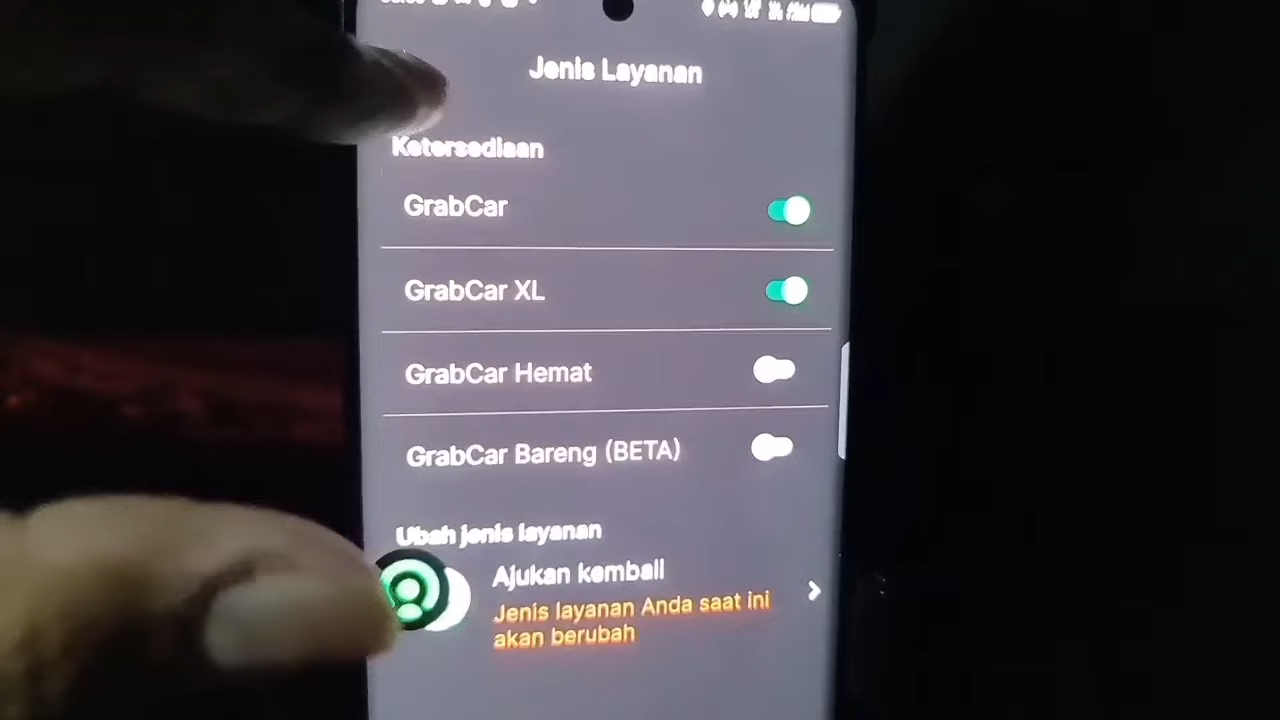 Jenis Layanan
Ketersediaan
GrabCar
GrabCar XL
GrabCar Hemat
GrabCar Bareng (BETA)
Ubah jenis layanan
Ajukan kembali
Jenis layanan Anda saat ini
akan berubah